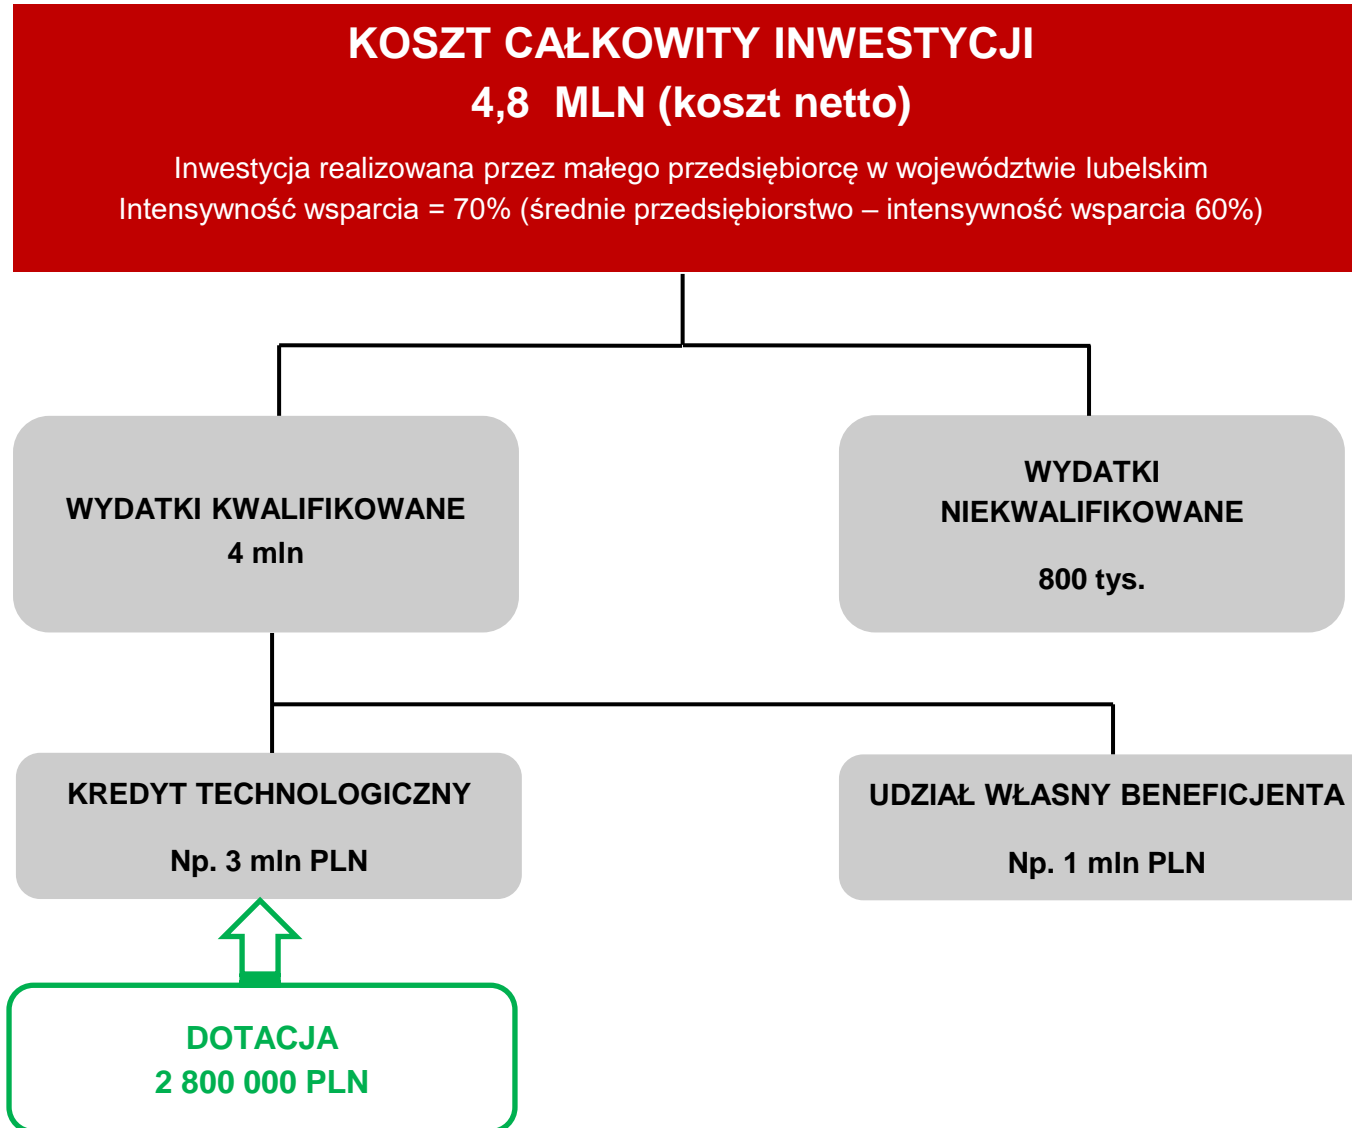 KOSZT CAŁKOWITY INWESTYCJI
4,8 MLN (koszt netto)
Inwestycja realizowana przez małego przedsiębiorcę w województwie lubelskim
Intensywność wsparcia = 70% (średnie przedsiębiorstwo – intensywność wsparcia 60%)
WYDATKI KWALIFIKOWANE
4 mln
WYDATKI
NIEKWALIFIKOWANE
800 tys.
KREDYT TECHNOLOGICZNY
Np. 3 mln PLN
UDZIAŁ WŁASNY BENEFICJENTA
Np. 1 mln PLN
DOTACJA
2 800 000 PLN